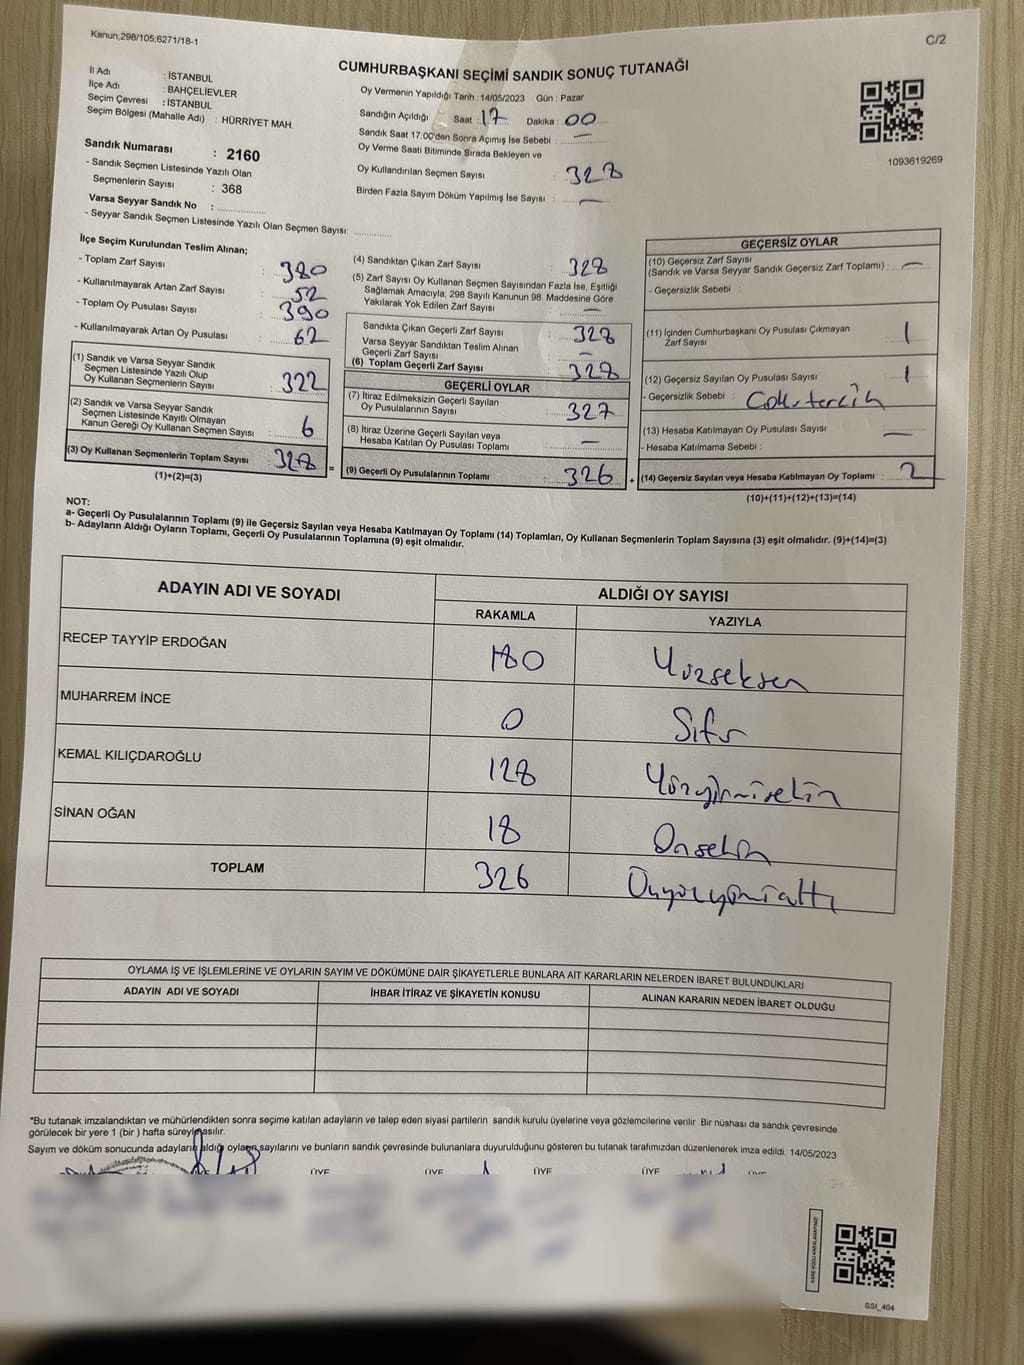 Kanun;298/105;6271/18-1
C/2
CUMHURBAŞKANI SEÇİMİ SANDIK SONUÇ TUTANAĞI
İl Adı : İSTANBUL
İlçe Adı : BAHÇELİEVLER
Seçim Çevresi : İSTANBUL
Seçim Bölgesi (Mahalle Adı) : HÜRRİYET MAH.
Sandık Numarası : 2160
- Sandık Seçmen Listesinde Yazılı Olan
Seçmenlerin Sayısı : 368
Varsa Seyyar Sandık No : ................
- Seyyar Sandık Seçmen Listesinde Yazılı Olan Seçmen Sayısı: ............
Oy Vermenin Yapıldığı Tarih : 14/05/2023 Gün : Pazar
Sandığın Açıldığı Saat : 17 Dakika : 00
Sandık Saat 17:00'den Sonra Açımış İse Sebebi : —
Oy Verme Saati Bitiminde Sırada Bekleyen ve
Oy Kullandırılan Seçmen Sayısı : 328
Birden Fazla Sayım Döküm Yapılmış İse Sayısı : —
1093619269
İlçe Seçim Kurulundan Teslim Alınan;
- Toplam Zarf Sayısı : 380
- Kullanılmayarak Artan Zarf Sayısı : 52
- Toplam Oy Pusulası Sayısı : 390
- Kullanılmayarak Artan Oy Pusulası : 62
(1) Sandık ve Varsa Seyyar Sandık
Seçmen Listesinde Yazılı Olup
Oy Kullanan Seçmenlerin Sayısı : 322
(2) Sandık ve Varsa Seyyar Sandık
Seçmen Listesinde Kayıtlı Olmayan
Kanun Gereği Oy Kullanan Seçmen Sayısı : 6
(3) Oy Kullanan Seçmenlerin Toplam Sayısı : 328
(1)+(2)=(3)
=
(4) Sandıktan Çıkan Zarf Sayısı : 328
(5) Zarf Sayısı Oy Kullanan Seçmen Sayısından Fazla İse, Eşitliği
Sağlamak Amacıyla, 298 Sayılı Kanunun 98. Maddesine Göre
Yakılarak Yok Edilen Zarf Sayısı : —
Sandıkta Çıkan Geçerli Zarf Sayısı : 328
Varsa Seyyar Sandıktan Teslim Alınan
Geçerli Zarf Sayısı : —
(6) Toplam Geçerli Zarf Sayısı : 328
GEÇERLİ OYLAR
(7) İtiraz Edilmeksizin Geçerli Sayılan
Oy Pusulalarının Sayısı : 327
(8) İtiraz Üzerine Geçerli Sayılan veya
Hesaba Katılan Oy Pusulası Toplamı : —
(9) Geçerli Oy Pusulalarının Toplamı : 326
+
GEÇERSİZ OYLAR
(10) Geçersiz Zarf Sayısı
(Sandık ve Varsa Seyyar Sandık Geçersiz Zarf Toplamı) : —
- Geçersizlik Sebebi :
(11) İçinden Cumhurbaşkanı Oy Pusulası Çıkmayan
Zarf Sayısı : 1
(12) Geçersiz Sayılan Oy Pusulası Sayısı : 1
- Geçersizlik Sebebi :
(13) Hesaba Katılmayan Oy Pusulası Sayısı : —
- Hesaba Katılmama Sebebi :
(14) Geçersiz Sayılan veya Hesaba Katılmayan Oy Toplamı : 2
(10)+(11)+(12)+(13)=(14)
NOT:
a- Geçerli Oy Pusulalarının Toplamı (9) ile Geçersiz Sayılan veya Hesaba Katılmayan Oy Toplamı (14) Toplamları, Oy Kullanan Seçmenlerin Toplam Sayısına (3) eşit olmalıdır. (9)+(14)=(3)
b- Adayların Aldığı Oyların Toplamı, Geçerli Oy Pusulalarının Toplamına (9) eşit olmalıdır.
ADAYIN ADI VE SOYADI
ALDIĞI OY SAYISI
RAKAMLA YAZIYLA
RECEP TAYYİP ERDOĞAN 180 Yüzseksen
MUHARREM İNCE 0 Sıfır
KEMAL KILIÇDAROĞLU 128 Yüzyirmisekiz
SİNAN OĞAN 18 Onsekiz
TOPLAM 326 Üçyüzyirmialtı
OYLAMA İŞ VE İŞLEMLERİNE VE OYLARIN SAYIM VE DÖKÜMÜNE DAİR ŞİKAYETLERLE BUNLARA AİT KARARLARIN NELERDEN İBARET BULUNDUKLARI
ADAYIN ADI VE SOYADI
İHBAR İTİRAZ VE ŞİKAYETİN KONUSU
ALINAN KARARIN NEDEN İBARET OLDUĞU
*Bu tutanak imzalandıktan ve mühürlendikten sonra seçime katılan adayların ve talep eden siyasi partilerin sandık kurulu üyelerine veya gözlemcilerine verilir. Bir nüshası da sandık çevresinde
görülecek bir yere 1 (bir ) hafta süreyle asılır.
Sayım ve döküm sonucunda adayların aldığı oyların sayılarını ve bunların sandık çevresinde bulunanlara duyurulduğunu gösteren bu tutanak tarafımızdan düzenlenerek imza edildi. 14/05/2023
ÜYE ÜYE ÜYE ÜYE ÜYE
SSI_404